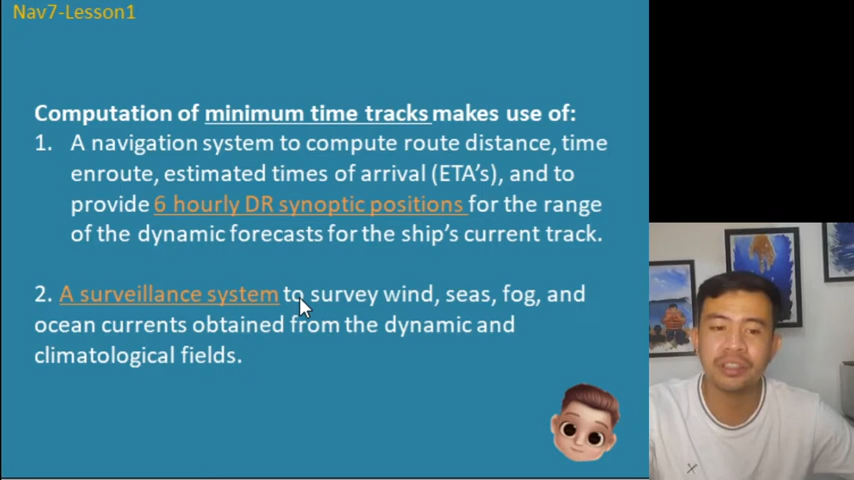 Nav7-Lesson1
Computation of minimum time tracks makes use of:
1. A navigation system to compute route distance, time
enroute, estimated times of arrival (ETA’s), and to
provide 6 hourly DR synoptic positions for the range
of the dynamic forecasts for the ship’s current track.
2. A surveillance system to survey wind, seas, fog, and
ocean currents obtained from the dynamic and
climatological fields.